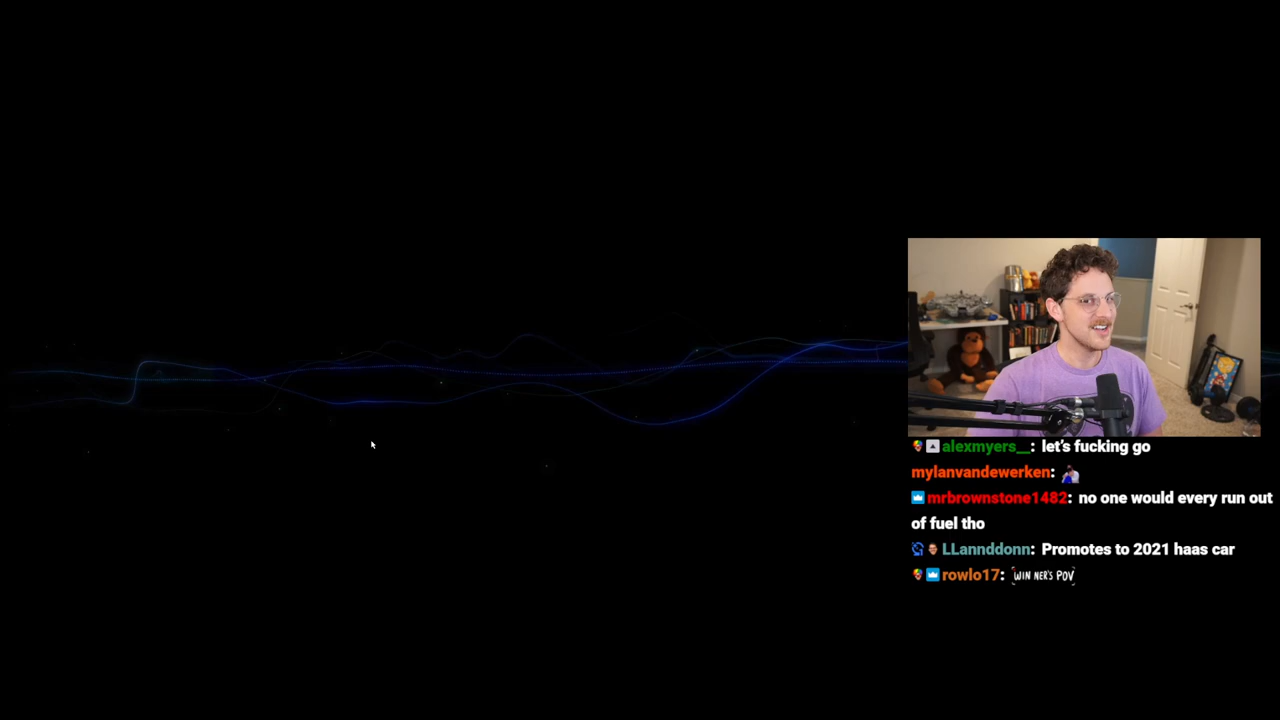 alexmyers__: let's fucking go
mylanvandewerken:
mrbrownstone1482: no one would every run out
of fuel tho
LLannddonn: Promotes to 2021 haas car
rowlo17: WINNER'S POV